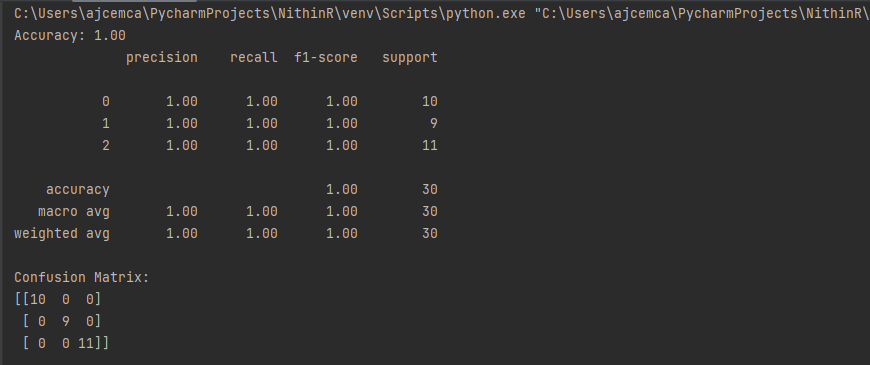 C:\Users\ajcemca\PycharmProjects\NithinR\venv\Scripts\python.exe "C:\Users\ajcemca\PycharmProjects\NithinR\
Accuracy: 1.00
              precision    recall  f1-score   support

           0       1.00      1.00      1.00        10
           1       1.00      1.00      1.00         9
           2       1.00      1.00      1.00        11

    accuracy                           1.00        30
   macro avg       1.00      1.00      1.00        30
weighted avg       1.00      1.00      1.00        30

Confusion Matrix:
[[10  0  0]
 [ 0  9  0]
 [ 0  0 11]]